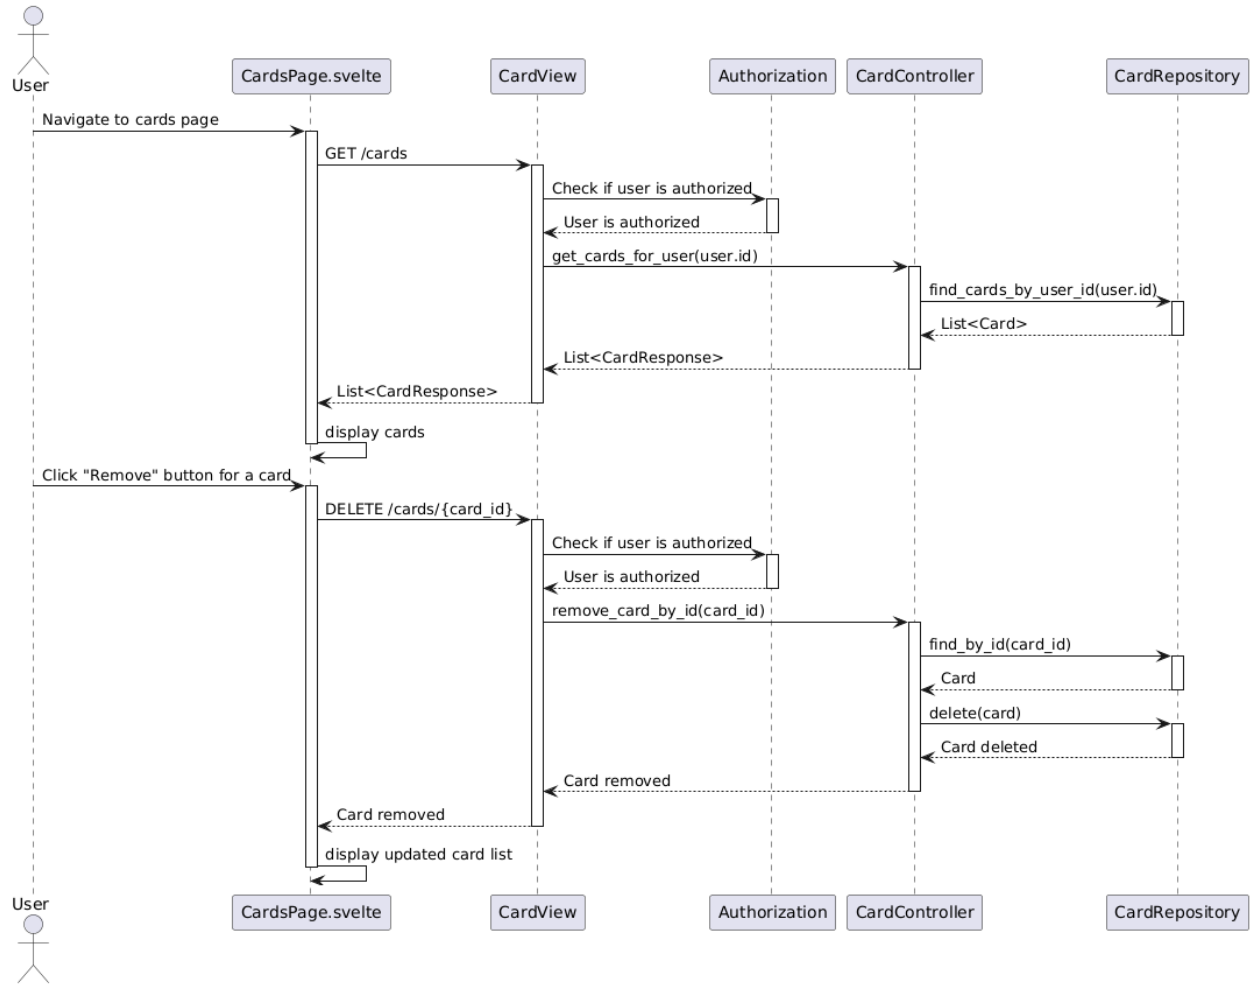 User
CardsPage.svelte
CardView
Authorization
CardController
CardRepository
Navigate to cards page
GET /cards
Check if user is authorized
User is authorized
get_cards_for_user(user.id)
find_cards_by_user_id(user.id)
List<Card>
List<CardResponse>
List<CardResponse>
display cards
Click "Remove" button for a card
DELETE /cards/{card_id}
Check if user is authorized
User is authorized
remove_card_by_id(card_id)
find_by_id(card_id)
Card
delete(card)
Card deleted
Card removed
Card removed
display updated card list
User
CardsPage.svelte
CardView
Authorization
CardController
CardRepository